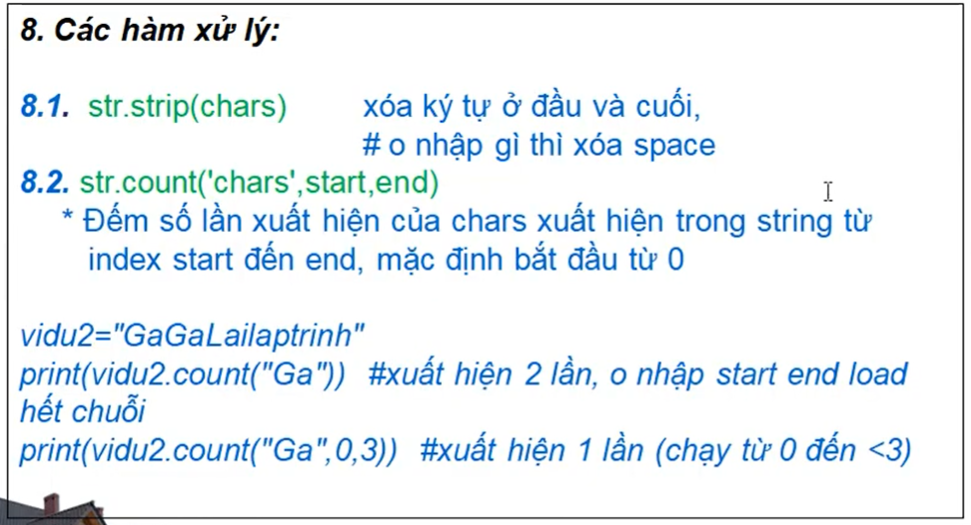 8. Các hàm xử lý:
8.1. str.strip(chars) xóa ký tự ở đầu và cuối,
# o nhập gì thì xóa space
8.2. str.count('chars',start,end)
* Đếm số lần xuất hiện của chars xuất hiện trong string từ
index start đến end, mặc định bắt đầu từ 0
vidu2="GaGaLailaptrinh"
print(vidu2.count("Ga")) #xuất hiện 2 lần, o nhập start end load
hết chuỗi
print(vidu2.count("Ga",0,3)) #xuất hiện 1 lần (chạy từ 0 đến <3)